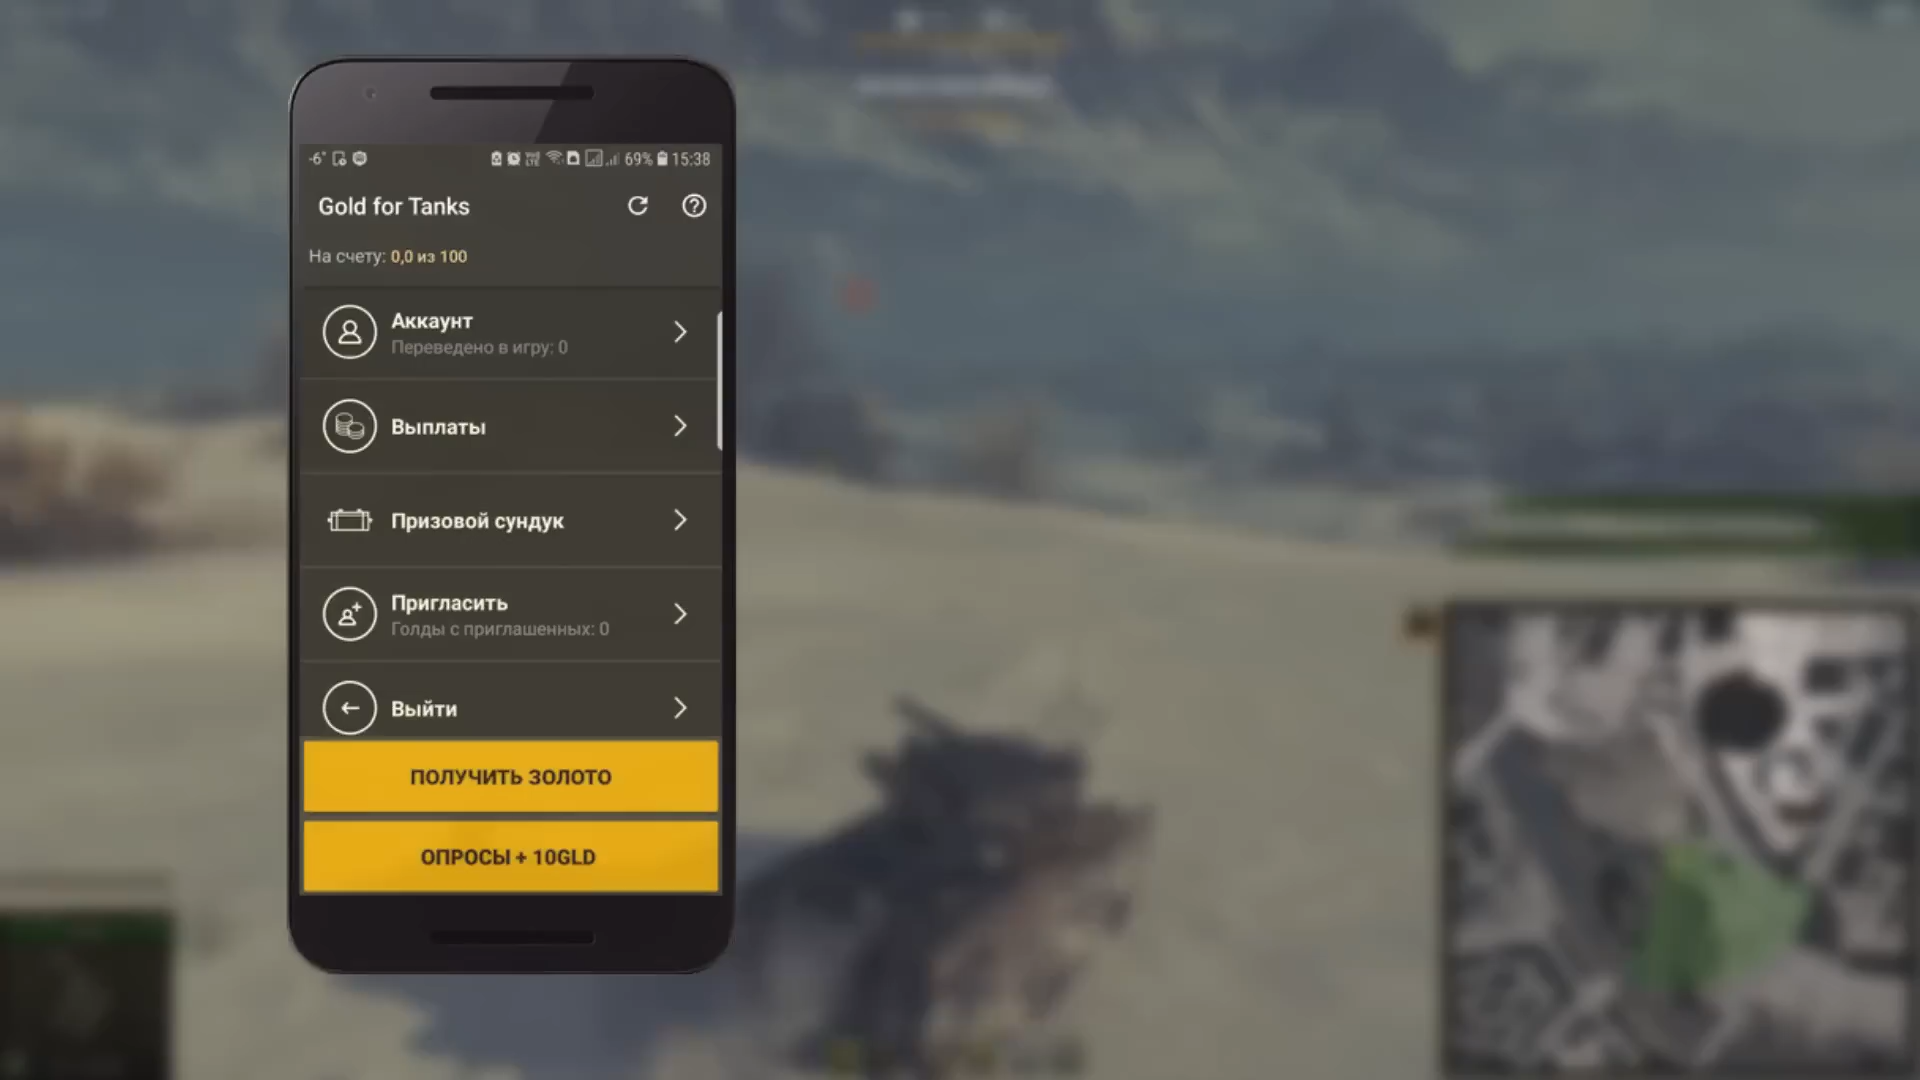 -6° 69% 15:38
Gold for Tanks
На счету: 0,0 из 100
Аккаунт
Переведено в игру: 0
Выплаты
Призовой сундук
Пригласить
Голды с приглашенных: 0
Выйти
ПОЛУЧИТЬ ЗОЛОТО
ОПРОСЫ + 10GLD